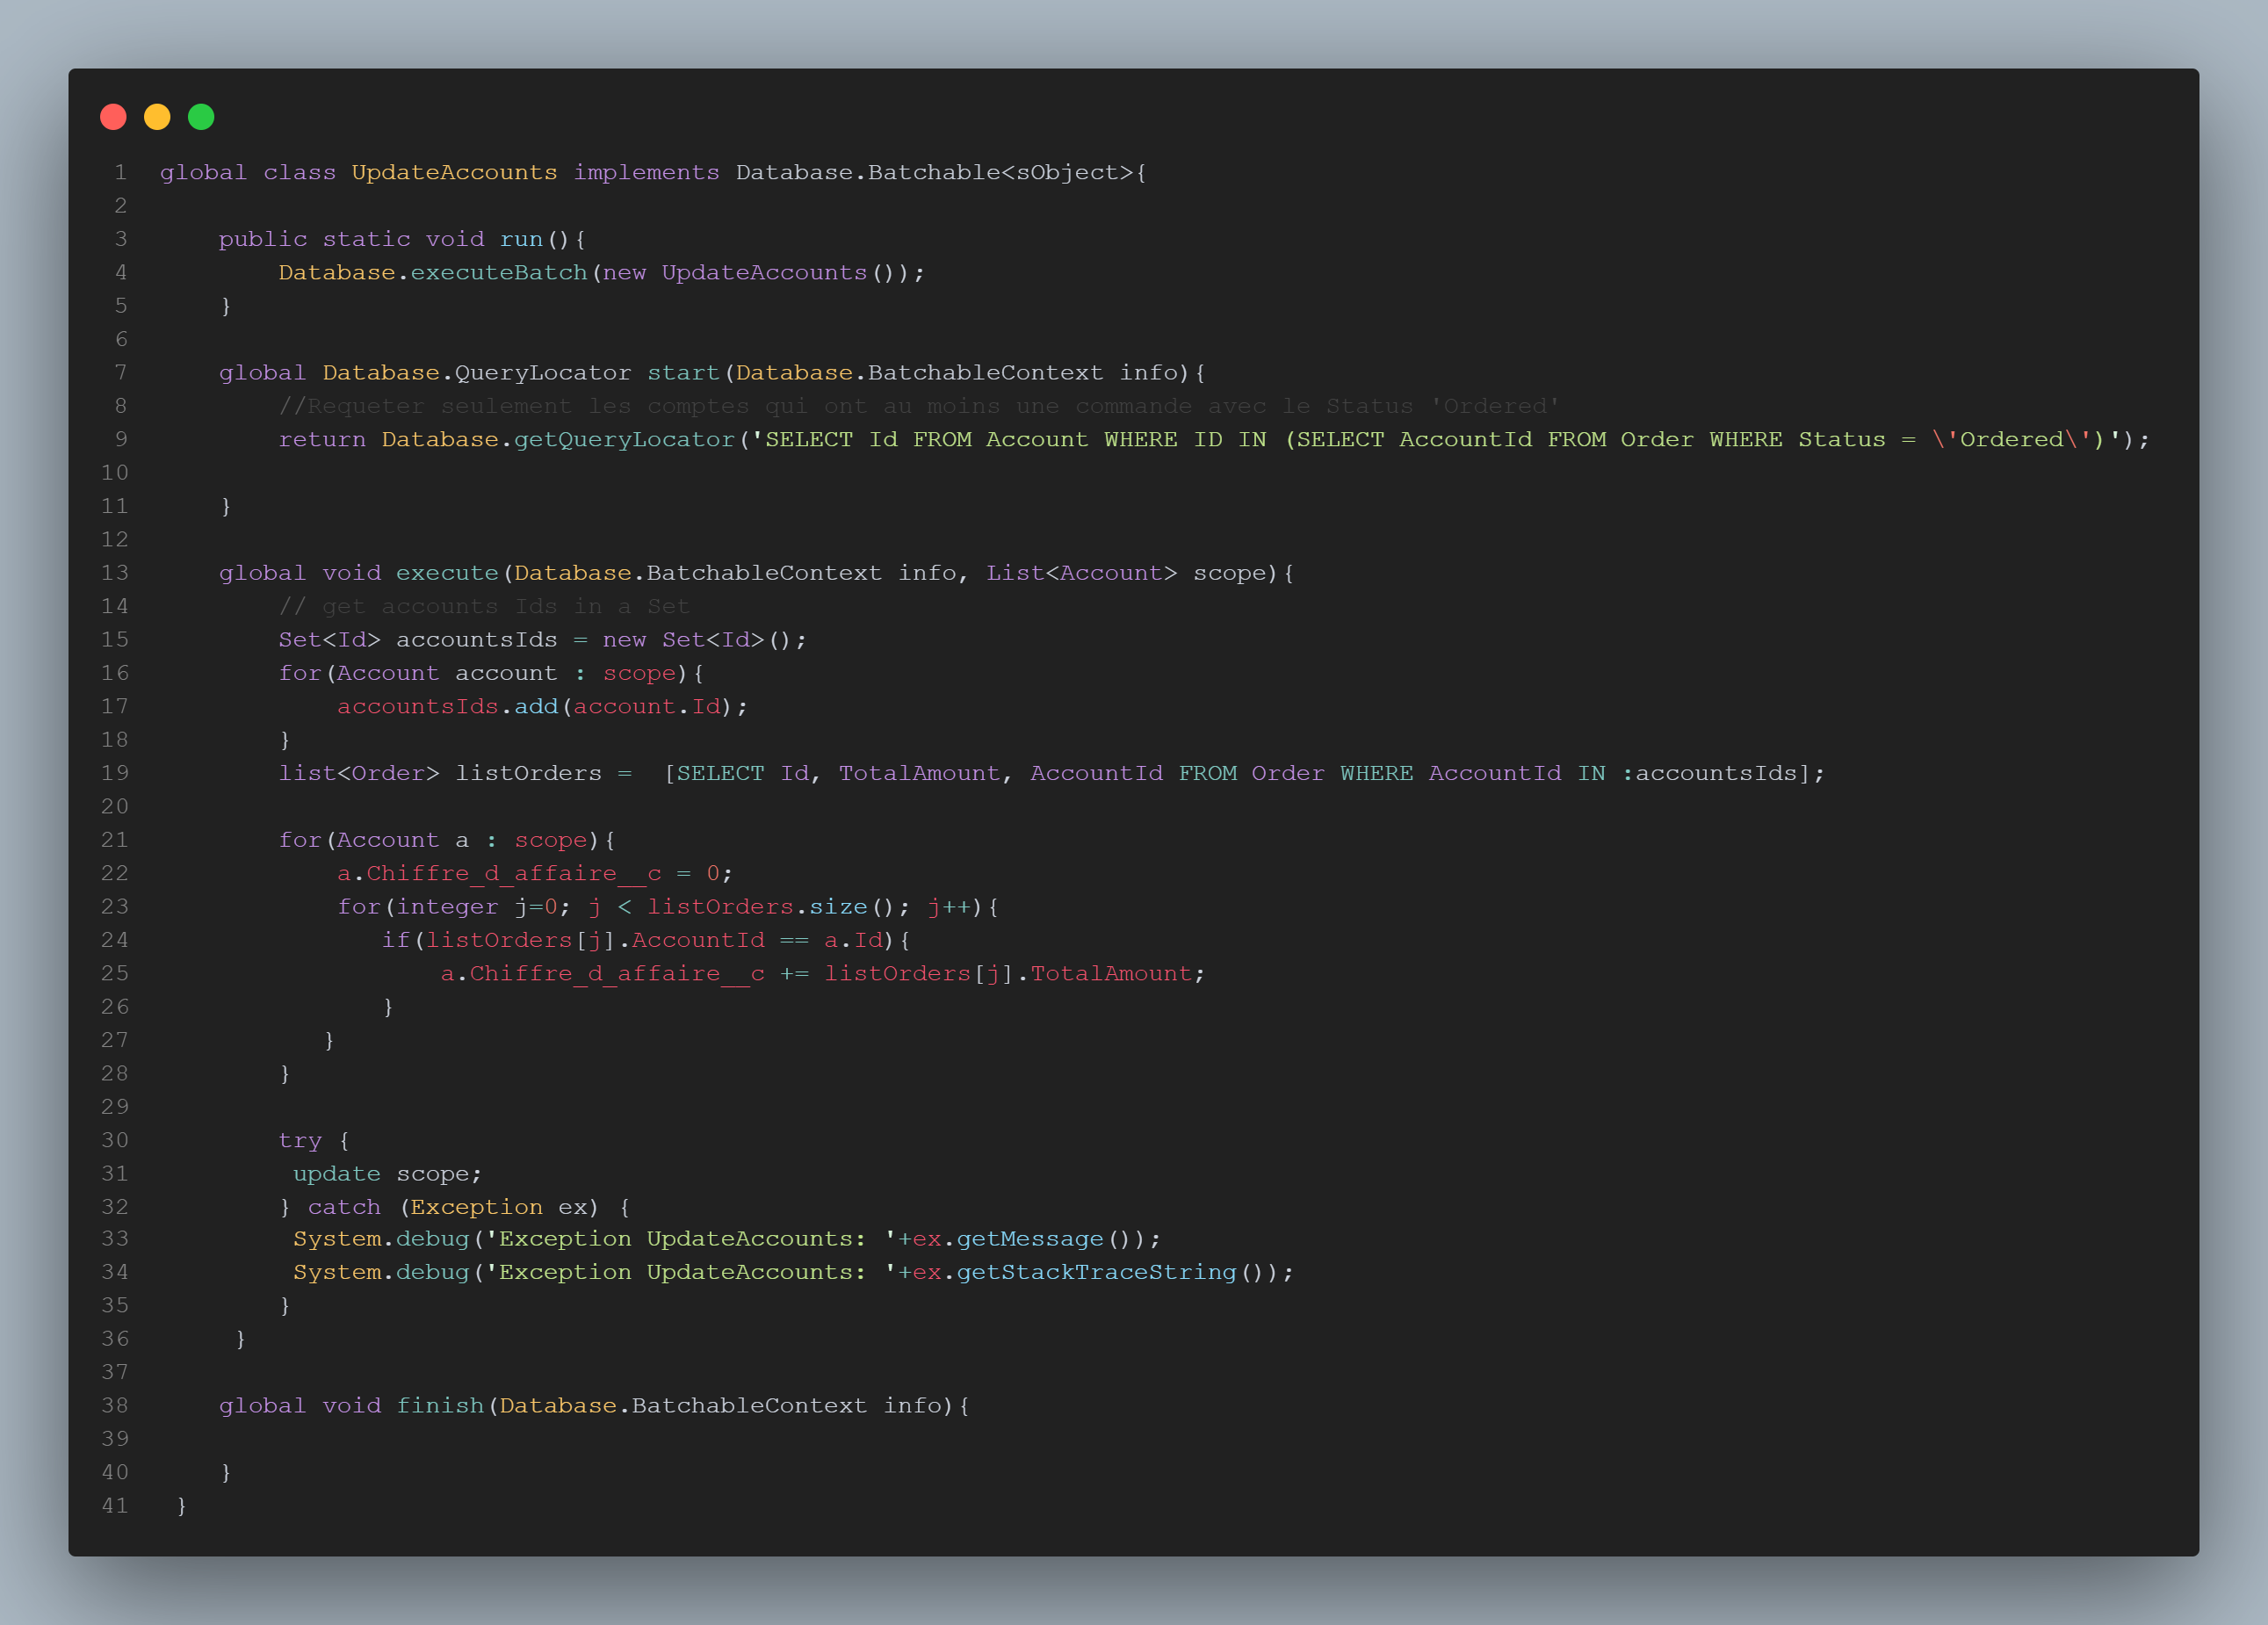 1 global class UpdateAccounts implements Database.Batchable<sObject>{
2
3     public static void run(){
4         Database.executeBatch(new UpdateAccounts());
5     }
6
7     global Database.QueryLocator start(Database.BatchableContext info){
8         //Requeter seulement les comptes qui ont au moins une commande avec le Status 'Ordered'
9         return Database.getQueryLocator('SELECT Id FROM Account WHERE ID IN (SELECT AccountId FROM Order WHERE Status = \'Ordered\')');
10
11     }
12
13     global void execute(Database.BatchableContext info, List<Account> scope){
14         // get accounts Ids in a Set
15         Set<Id> accountsIds = new Set<Id>();
16         for(Account account : scope){
17             accountsIds.add(account.Id);
18         }
19         list<Order> listOrders =  [SELECT Id, TotalAmount, AccountId FROM Order WHERE AccountId IN :accountsIds];
20
21         for(Account a : scope){
22             a.Chiffre_d_affaire__c = 0;
23             for(integer j=0; j < listOrders.size(); j++){
24                if(listOrders[j].AccountId == a.Id){
25                    a.Chiffre_d_affaire__c += listOrders[j].TotalAmount;
26                }
27            }
28         }
29
30         try {
31          update scope;
32         } catch (Exception ex) {
33          System.debug('Exception UpdateAccounts: '+ex.getMessage());
34          System.debug('Exception UpdateAccounts: '+ex.getStackTraceString());
35         }
36      }
37
38     global void finish(Database.BatchableContext info){
39
40     }
41  }